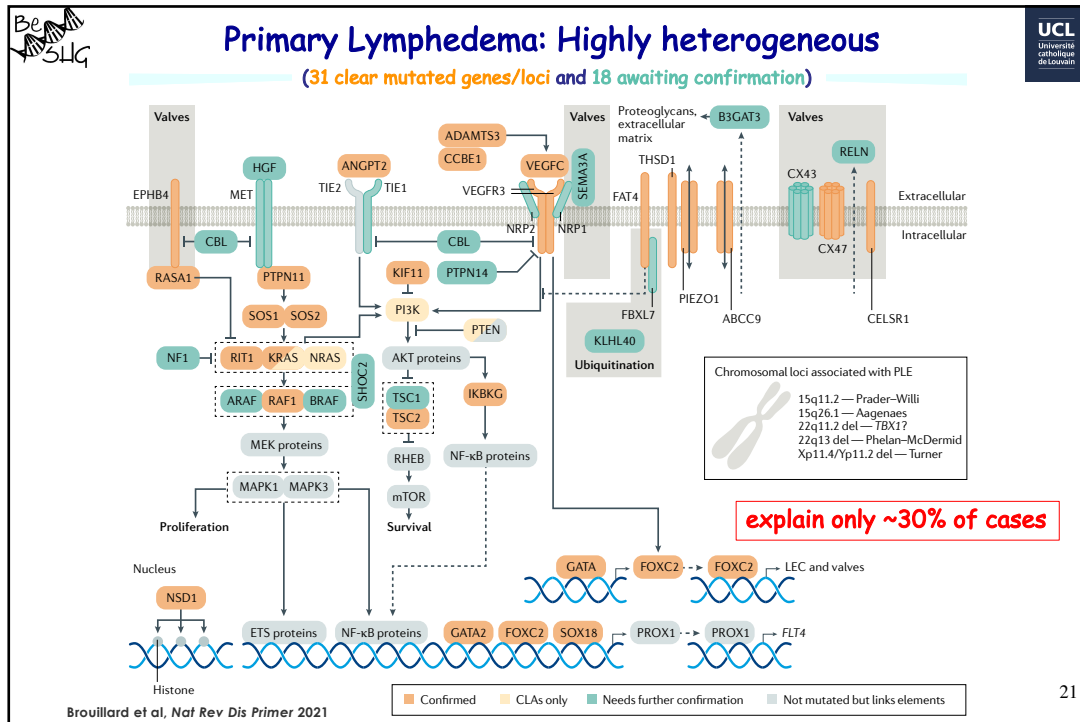 Be
SHG
Primary Lymphedema: Highly heterogeneous
(31 clear mutated genes/loci and 18 awaiting confirmation)
UCL
Université
catholique
de Louvain
Valves
HGF
EPHB4
MET
CBL
RASA1
PTPN11
SOS1
SOS2
NF1
RIT1
KRAS
NRAS
SHOC2
ARAF
RAF1
BRAF
MEK proteins
MAPK1
MAPK3
Proliferation
ANGPT2
TIE2
TIE1
ADAMTS3
CCBE1
VEGFC
VEGFR3
NRP2
NRP1
SEMA3A
Valves
CBL
KIF11
PTPN14
PI3K
PTEN
AKT proteins
TSC1
TSC2
IKBKG
RHEB
NF-κB proteins
mTOR
Survival
Proteoglycans,
extracellular
matrix
B3GAT3
THSD1
FAT4
FBXL7
PIEZO1
ABCC9
KLHL40
Ubiquitination
Valves
RELN
CX43
CX47
CELSR1
Extracellular
Intracellular
Chromosomal loci associated with PLE
15q11.2 — Prader–Willi
15q26.1 — Aagenaes
22q11.2 del — TBX1?
22q13 del — Phelan–McDermid
Xp11.4/Yp11.2 del — Turner
explain only ~30% of cases
GATA
FOXC2
FOXC2
LEC and valves
Nucleus
NSD1
Histone
ETS proteins
NF-κB proteins
GATA2
FOXC2
SOX18
PROX1
PROX1
FLT4
Confirmed
CLAs only
Needs further confirmation
Not mutated but links elements
Brouillard et al, Nat Rev Dis Primer 2021
21